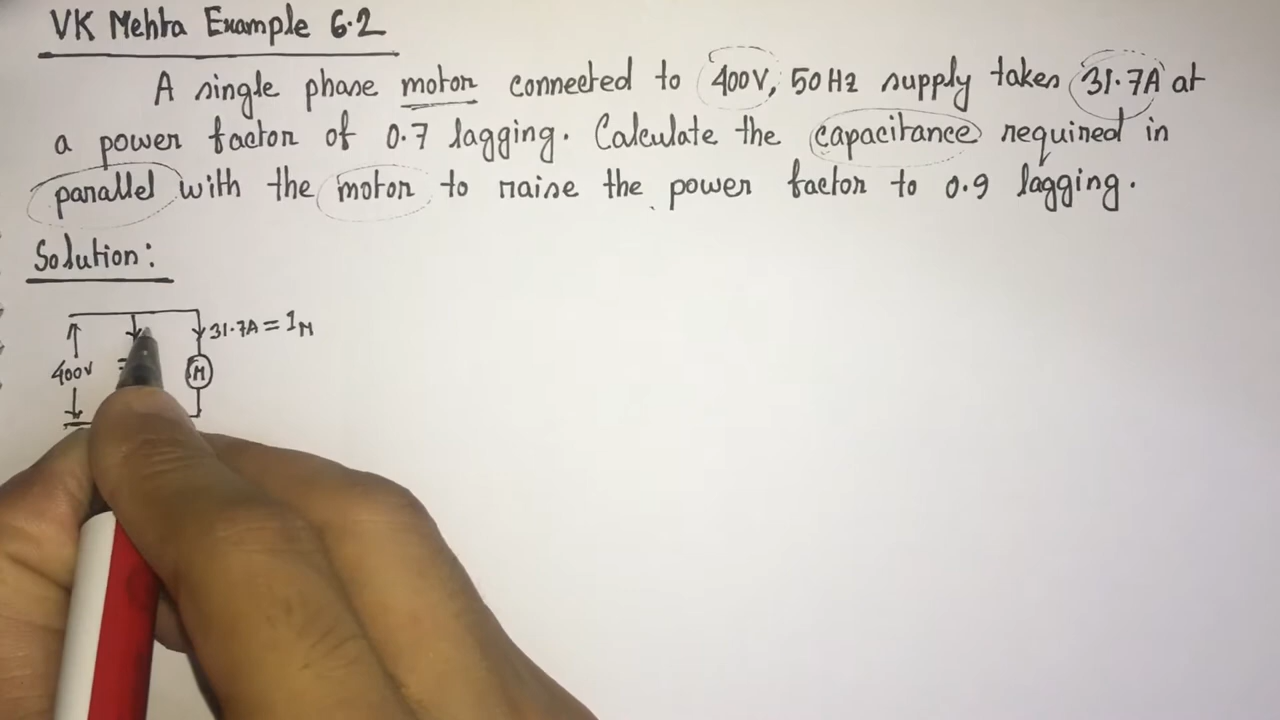 VK Mehta Example 6.2
A single phase motor connected to 400V, 50Hz supply takes 31.7A at
a power factor of 0.7 lagging. Calculate the capacitance required in
parallel with the motor to raise the power factor to 0.9 lagging.
Solution:
31.7A = IM
400V
M